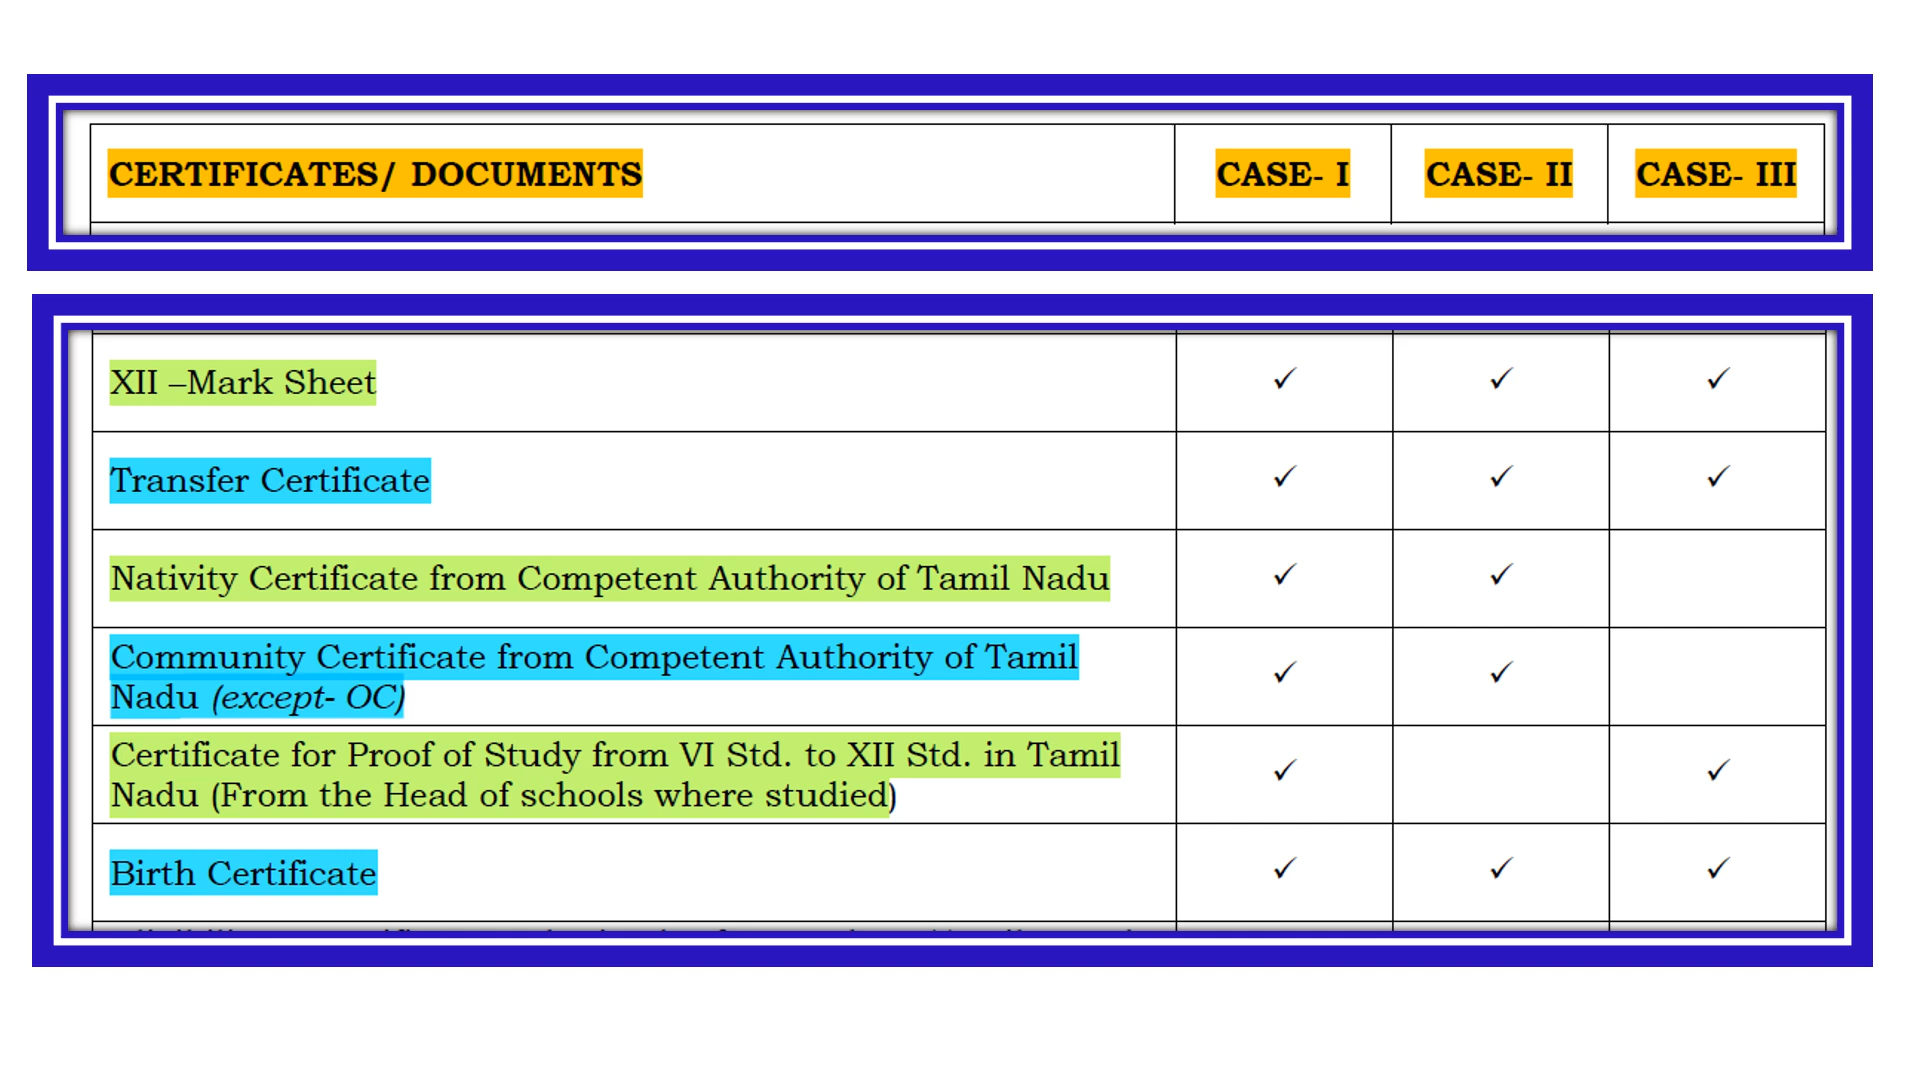 CERTIFICATES/ DOCUMENTS CASE- I CASE- II CASE- III
XII –Mark Sheet ✓ ✓ ✓
Transfer Certificate ✓ ✓ ✓
Nativity Certificate from Competent Authority of Tamil Nadu ✓ ✓
Community Certificate from Competent Authority of Tamil
Nadu (except- OC) ✓ ✓
Certificate for Proof of Study from VI Std. to XII Std. in Tamil
Nadu (From the Head of schools where studied) ✓ ✓
Birth Certificate ✓ ✓ ✓